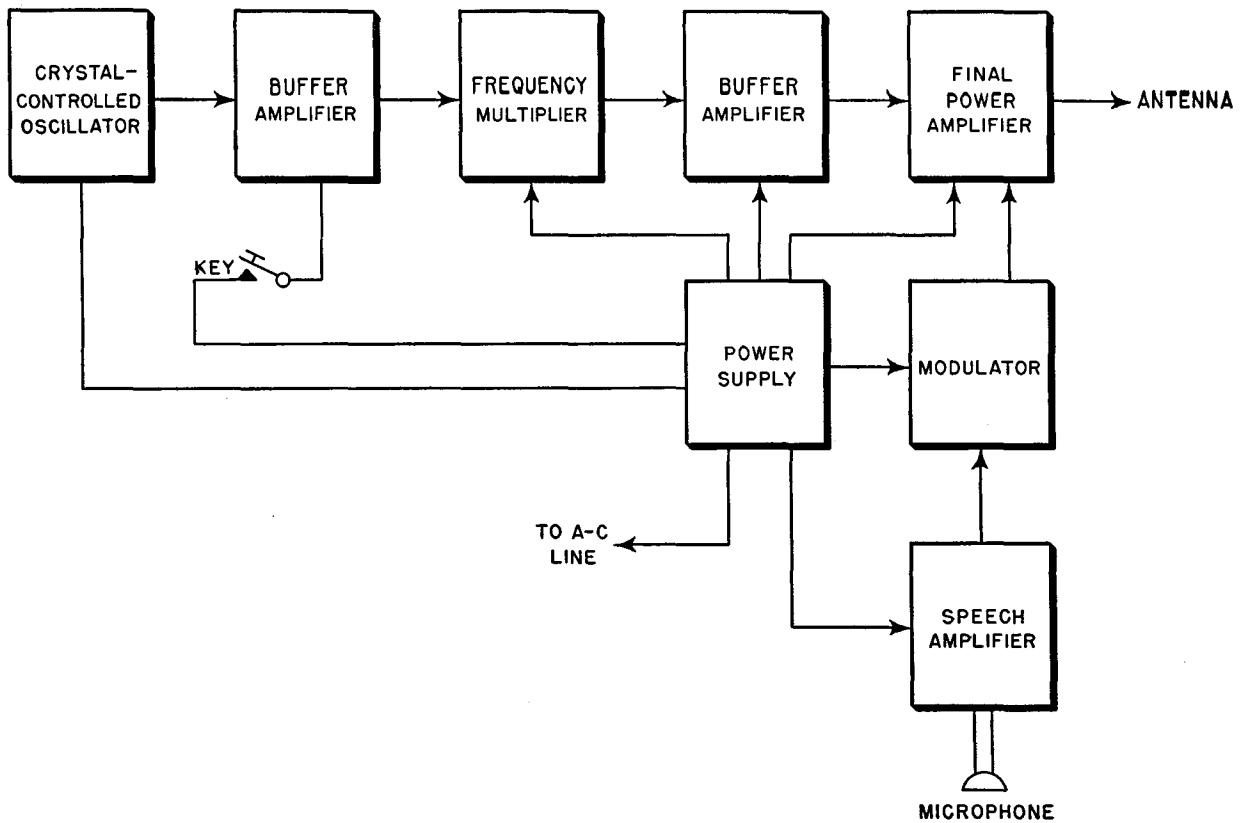 CRYSTAL-
CONTROLLED
OSCILLATOR
BUFFER
AMPLIFIER
FREQUENCY
MULTIPLIER
BUFFER
AMPLIFIER
FINAL
POWER
AMPLIFIER
ANTENNA
KEY
POWER
SUPPLY
MODULATOR
TO A-C
LINE
SPEECH
AMPLIFIER
MICROPHONE